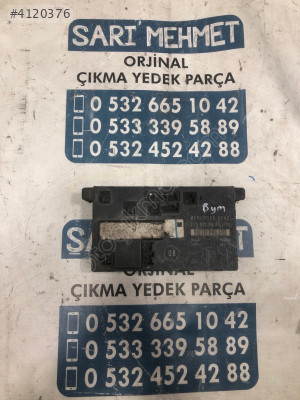 #4120376
SARI MEHMET
ORJİNAL
ÇIKMA YEDEK PARÇA
0 532 665 10 42
0 533 339 58 89
0 532 452 42 88
Bym
ORJİNAL
ÇIKMA YEDEK PARÇA
0 532 665 10 42
0 533 339 58 89
0 532 452 42 88